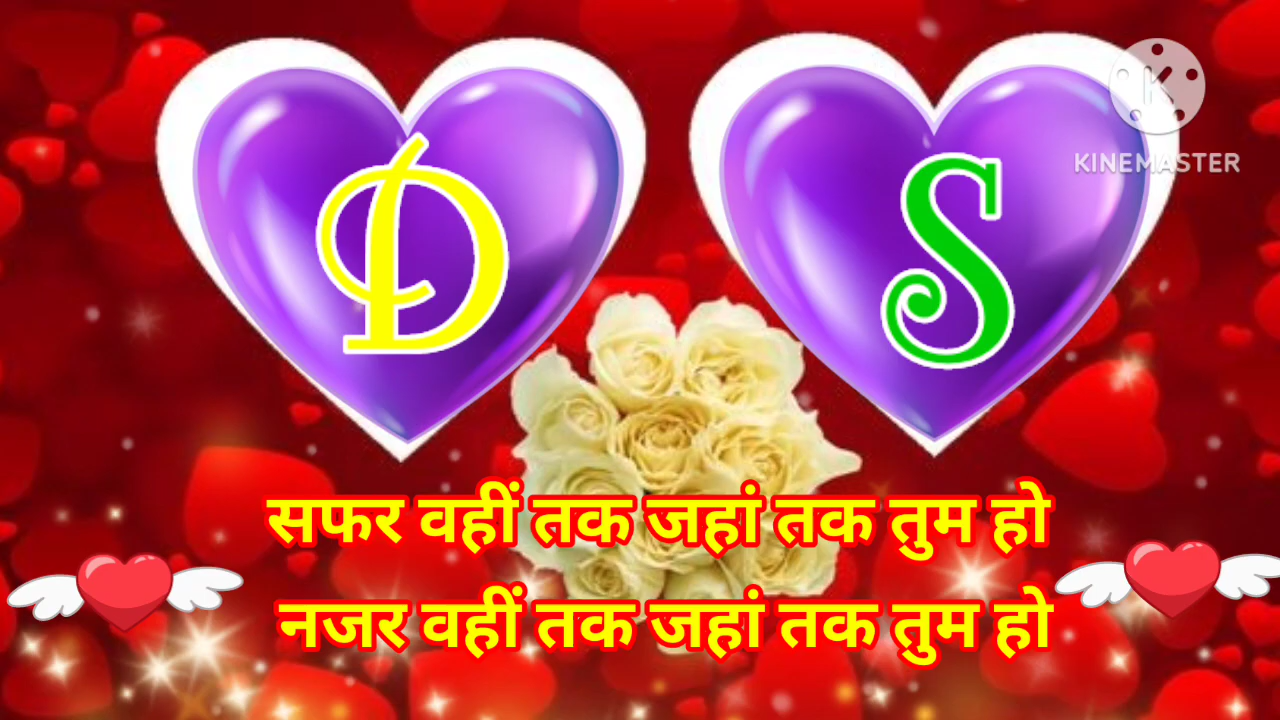 D S
KINEMASTER
सफर वहीं तक जहां तक तुम हो
नजर वहीं तक जहां तक तुम हो